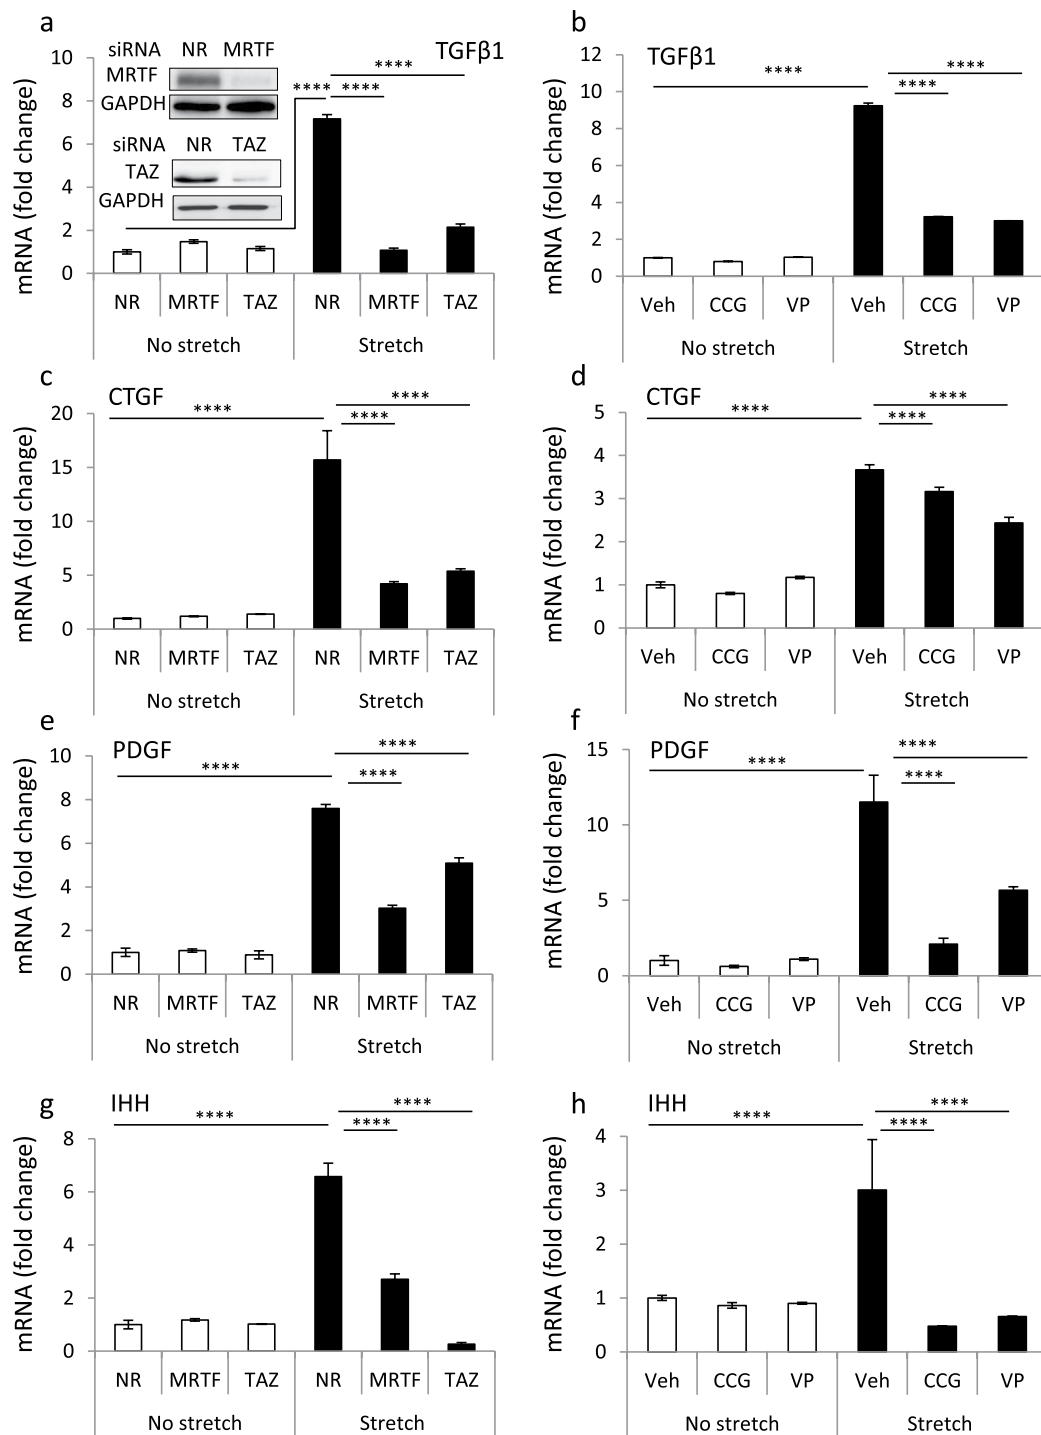 a
TGFβ1
siRNA NR MRTF
MRTF
GAPDH
siRNA NR TAZ
TAZ
GAPDH
mRNA (fold change)
10
8
6
4
2
0
**** **** ****
NR MRTF TAZ NR MRTF TAZ
No stretch Stretch
b
TGFβ1
mRNA (fold change)
12
10
8
6
4
2
0
**** **** ****
Veh CCG VP Veh CCG VP
No stretch Stretch
c
CTGF
mRNA (fold change)
20
15
10
5
0
**** **** ****
NR MRTF TAZ NR MRTF TAZ
No stretch Stretch
d
CTGF
mRNA (fold change)
5
4
3
2
1
0
**** **** ****
Veh CCG VP Veh CCG VP
No stretch Stretch
e
PDGF
mRNA (fold change)
10
8
6
4
2
0
**** **** ****
NR MRTF TAZ NR MRTF TAZ
No stretch Stretch
f
PDGF
mRNA (fold change)
15
10
5
0
**** **** ****
Veh CCG VP Veh CCG VP
No stretch Stretch
g
IHH
mRNA (fold change)
8
6
4
2
0
**** **** ****
NR MRTF TAZ NR MRTF TAZ
No stretch Stretch
h
IHH
mRNA (fold change)
4
3
2
1
0
**** **** ****
Veh CCG VP Veh CCG VP
No stretch Stretch